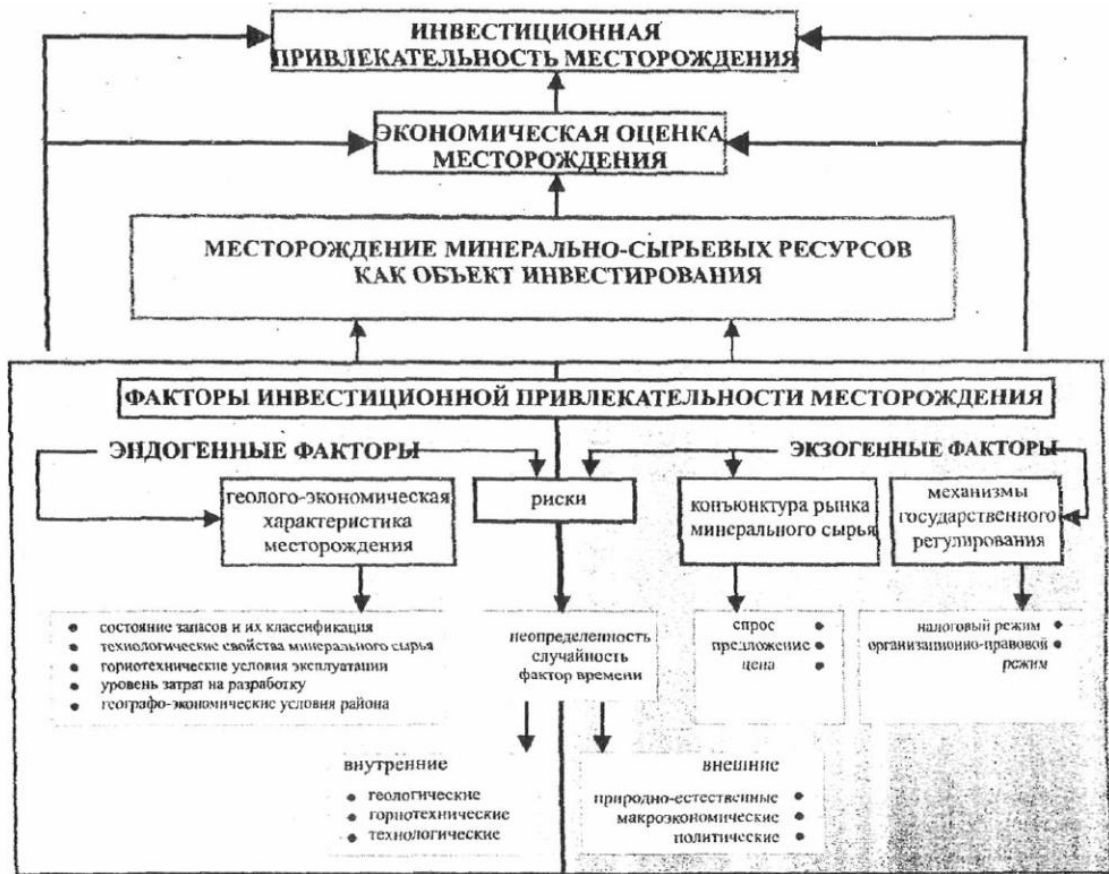 ИНВЕСТИЦИОННАЯ
ПРИВЛЕКАТЕЛЬНОСТЬ МЕСТОРОЖДЕНИЯ
ЭКОНОМИЧЕСКАЯ ОЦЕНКА
МЕСТОРОЖДЕНИЯ
МЕСТОРОЖДЕНИЕ МИНЕРАЛЬНО-СЫРЬЕВЫХ РЕСУРСОВ
КАК ОБЪЕКТ ИНВЕСТИРОВАНИЯ
ФАКТОРЫ ИНВЕСТИЦИОННОЙ ПРИВЛЕКАТЕЛЬНОСТИ МЕСТОРОЖДЕНИЯ
ЭНДОГЕННЫЕ ФАКТОРЫ
ЭКЗОГЕННЫЕ ФАКТОРЫ
геолого-экономическая
характеристика
месторождения
риски
конъюнктура рынка
минерального сырья
механизмы
государственного
регулирования
• состояние запасов и их классификация
• технологические свойства минерального сырья
• горнотехнические условия эксплуатации
• уровень затрат на разработку
• географо-экономические условия района
неопределенность
случайность
фактор времени
спрос •
предложение •
цена •
налоговый режим •
организационно-правовой •
режим
внутренние
• геологические
• горнотехнические
• технологические
внешние
природно-естественные •
макроэкономические •
политические •